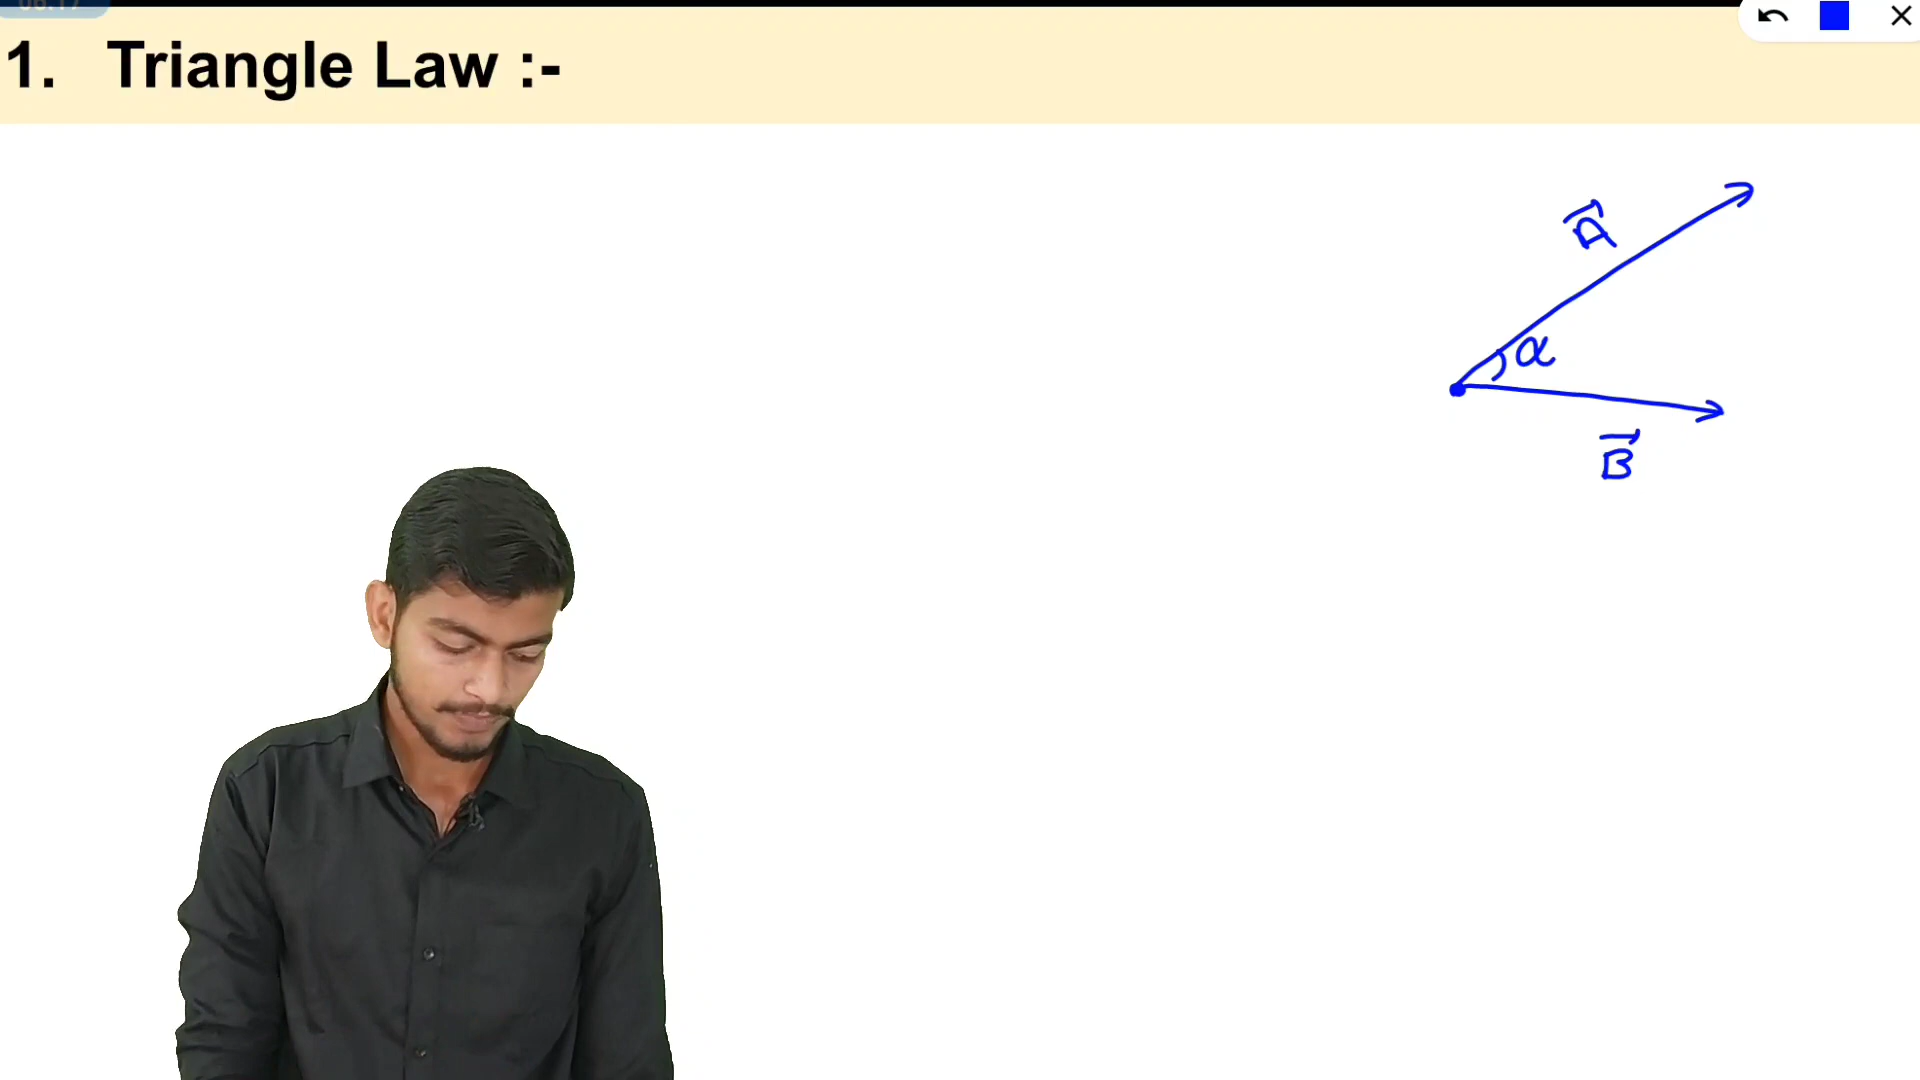 1. Triangle Law :-
A⃗
α
B⃗